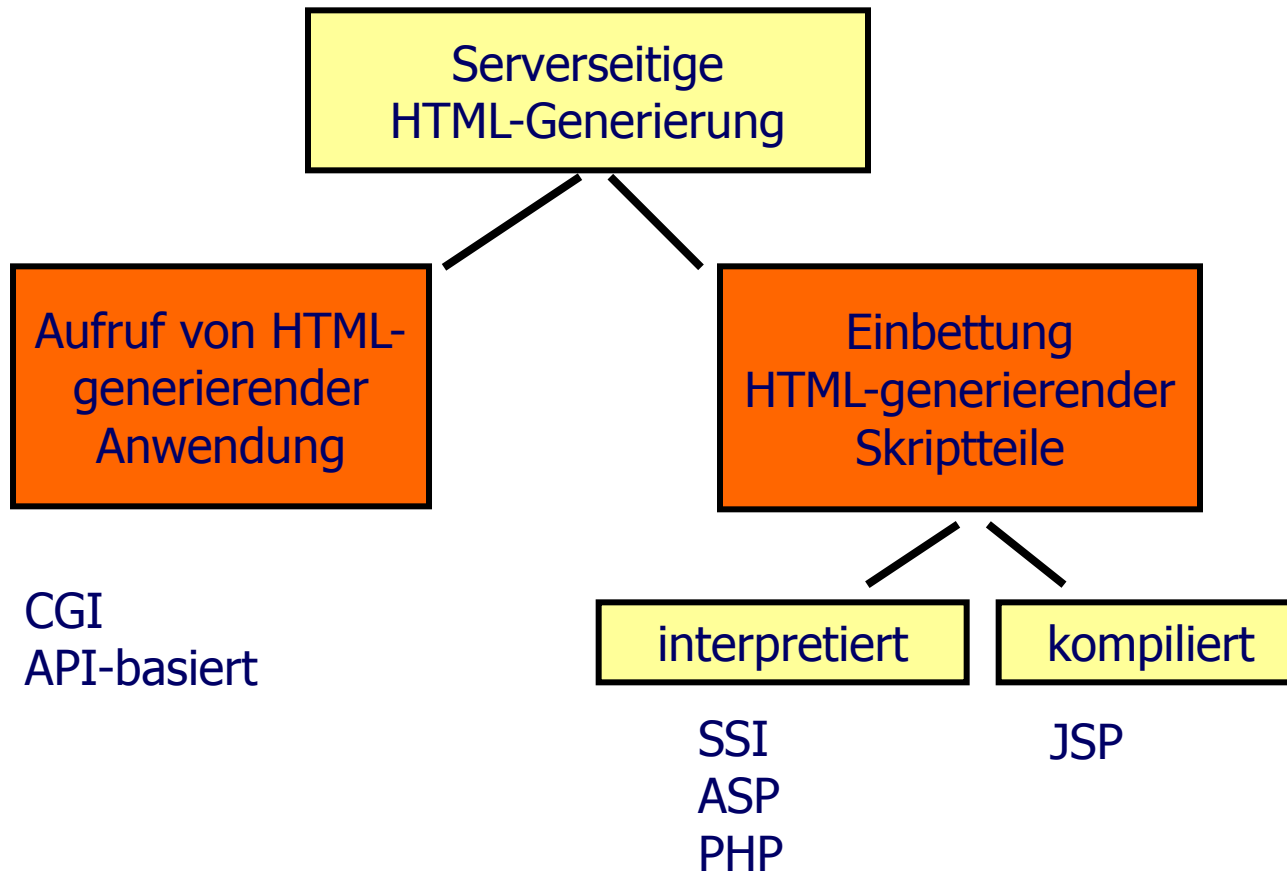 Serverseitige
HTML-Generierung
Aufruf von HTML-
generierender
Anwendung
CGI
API-basiert
Einbettung
HTML-generierender
Skriptteile
interpretiert
SSI
ASP
PHP
kompiliert
JSP